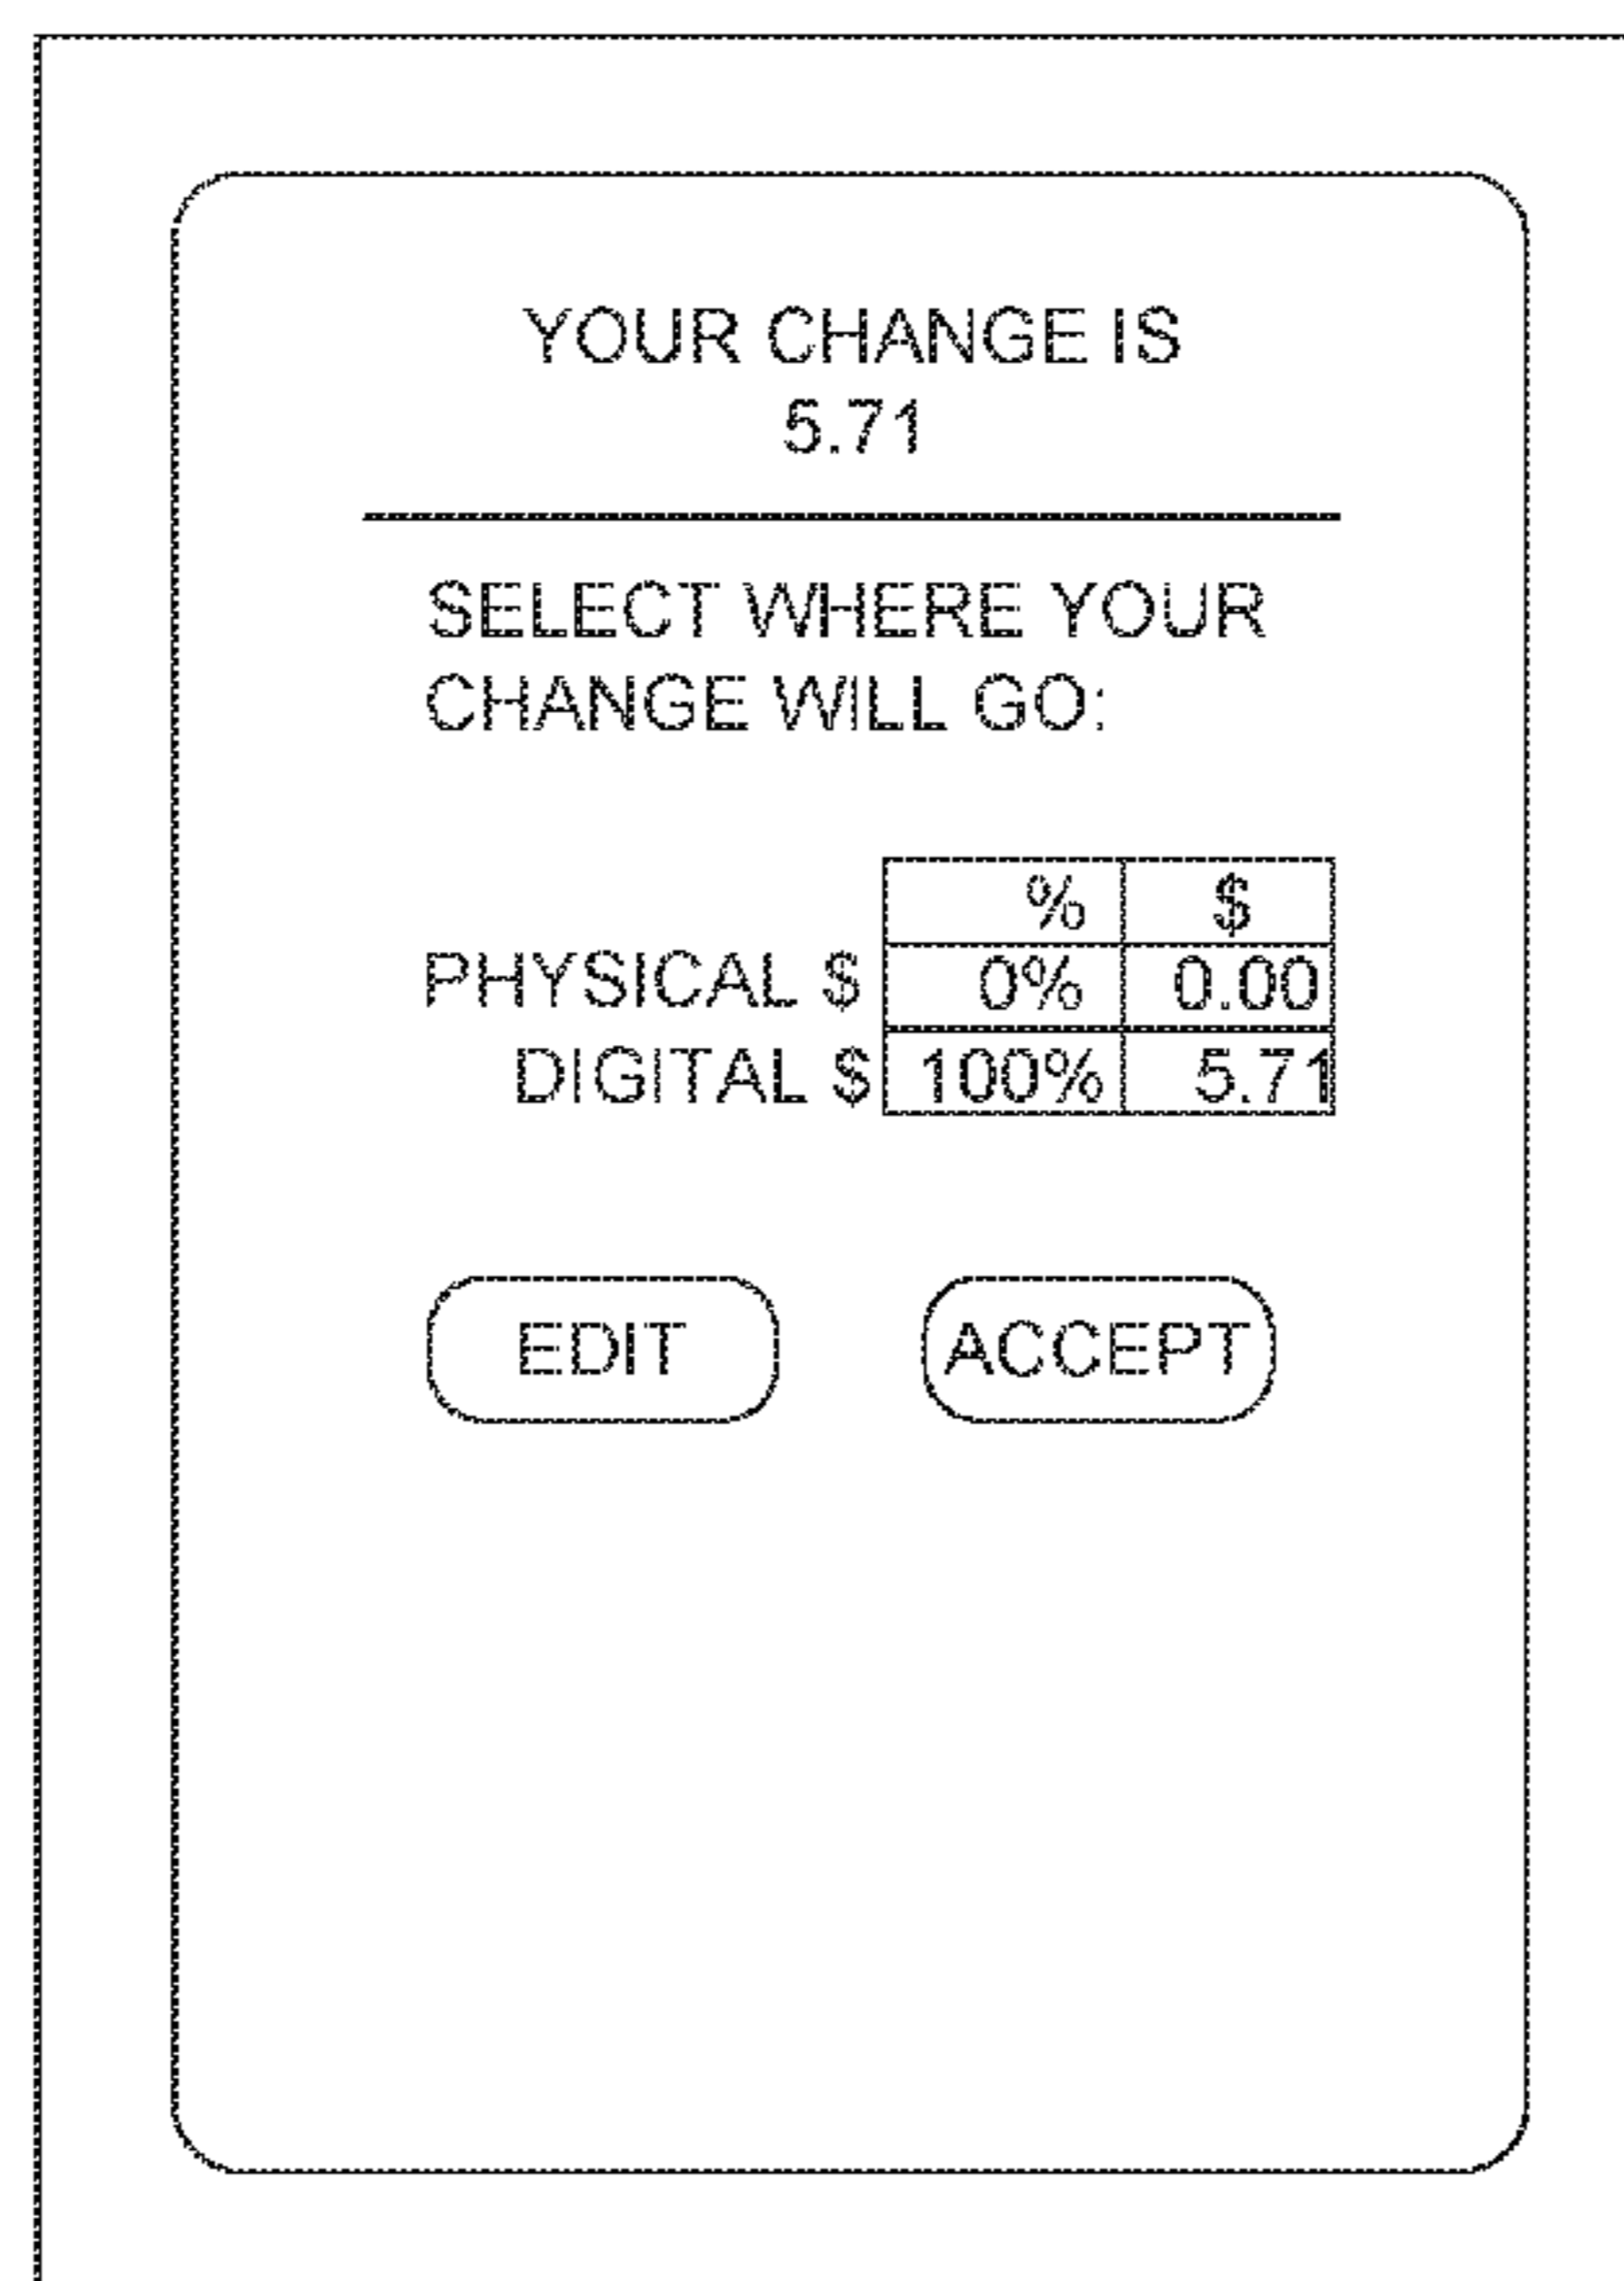 YOUR CHANGE IS
5.71
SELECT WHERE YOUR
CHANGE WILL GO:
% $
PHYSICAL $ 0% 0.00
DIGITAL $ 100% 5.71
EDIT ACCEPT